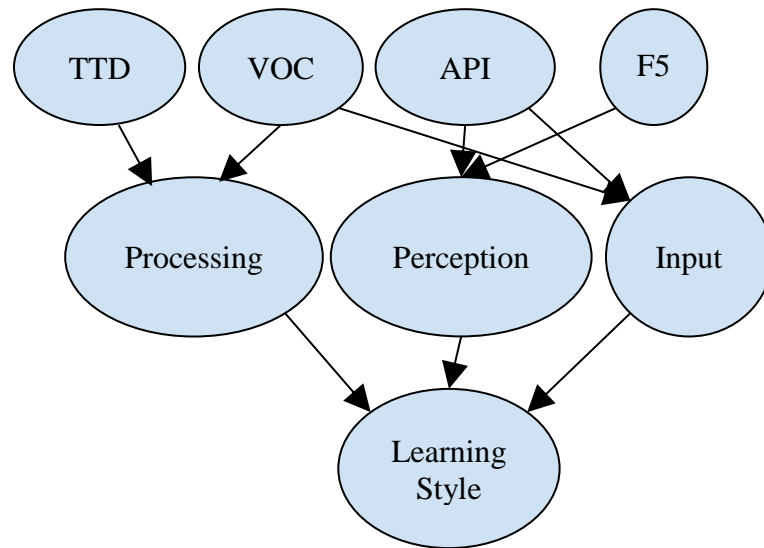 TTD
VOC
API
F5
Processing
Perception
Input
Learning
Style